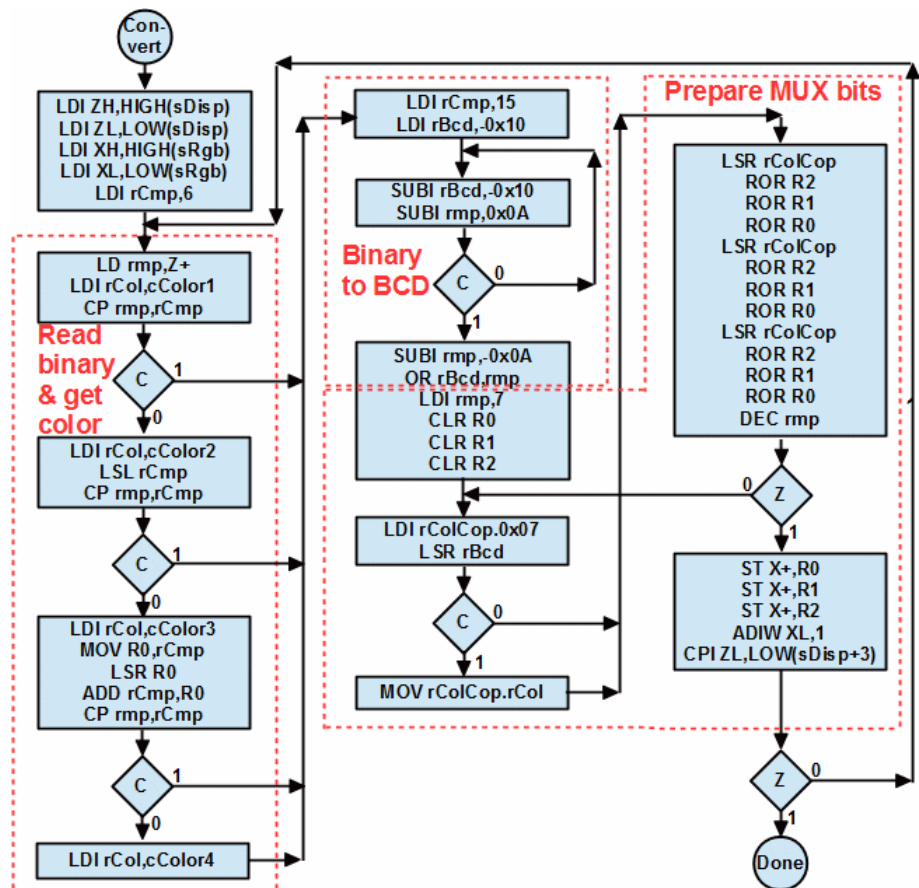 Con-
vert
LDI ZH,HIGH(sDisp)
LDI ZL,LOW(sDisp)
LDI XH,HIGH(sRgb)
LDI XL,LOW(sRgb)
LDI rCmp,6
LD rmp,Z+
LDI rCol,cColor1
CP rmp,rCmp
Read
binary
& get
color
C
1
0
LDI rCol,cColor2
LSL rCmp
CP rmp,rCmp
C
1
0
LDI rCol,cColor3
MOV R0,rCmp
LSR R0
ADD rCmp,R0
CP rmp,rCmp
C
1
0
LDI rCol,cColor4
LDI rCmp,15
LDI rBcd,-0x10
SUBI rBcd,-0x10
SUBI rmp,0x0A
Binary
to BCD
C
0
1
SUBI rmp,-0x0A
OR rBcd,rmp
LDI rmp,7
CLR R0
CLR R1
CLR R2
LDI rColCop.0x07
LSR rBcd
C
0
1
MOV rColCop.rCol
Prepare MUX bits
LSR rColCop
ROR R2
ROR R1
ROR R0
LSR rColCop
ROR R2
ROR R1
ROR R0
LSR rColCop
ROR R2
ROR R1
ROR R0
DEC rmp
0
Z
1
ST X+,R0
ST X+,R1
ST X+,R2
ADIW XL,1
CPI ZL,LOW(sDisp+3)
Z
0
1
Done